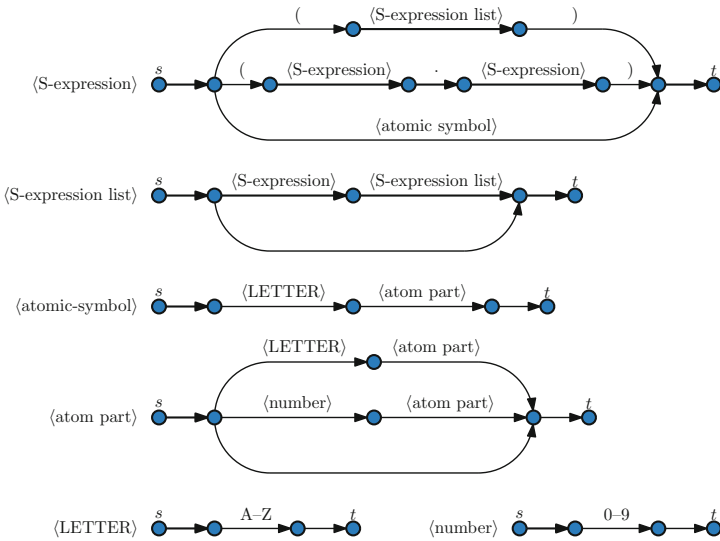 ( ⟨S-expression list⟩ )
⟨S-expression⟩ s ( ⟨S-expression⟩ · ⟨S-expression⟩ ) t
⟨atomic symbol⟩
⟨S-expression list⟩ s ⟨S-expression⟩ ⟨S-expression list⟩ t
⟨atomic-symbol⟩ s ⟨LETTER⟩ ⟨atom part⟩ t
⟨LETTER⟩ ⟨atom part⟩
⟨atom part⟩ s ⟨number⟩ ⟨atom part⟩ t
⟨LETTER⟩ s A–Z t ⟨number⟩ s 0–9 t